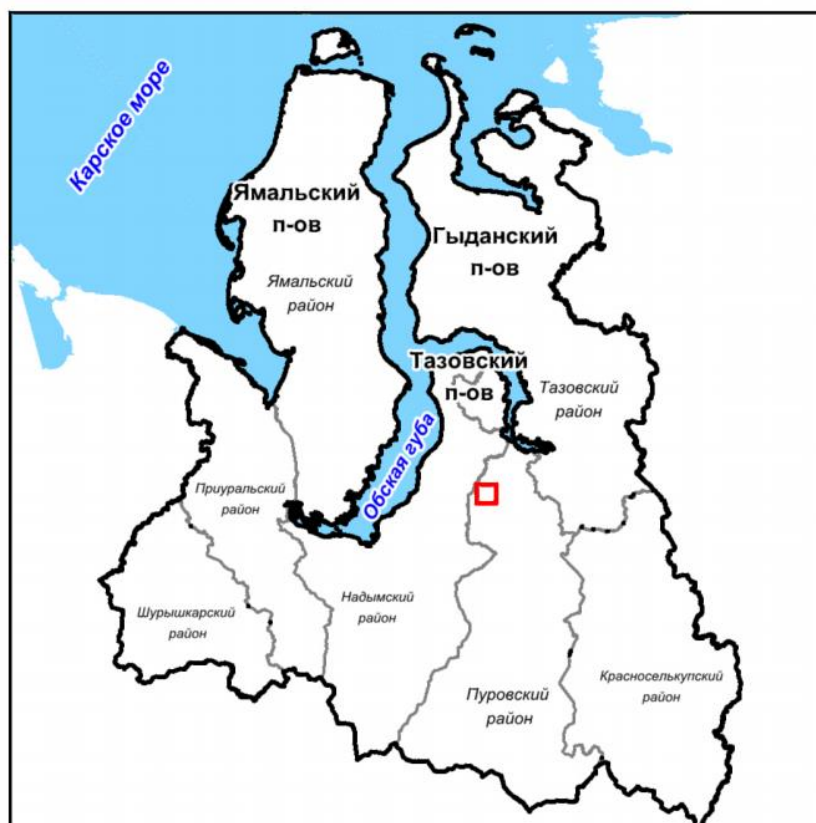 Карское море
Ямальский
п-ов
Ямальский
район
Гыданский
п-ов
Тазовский
п-ов
Тазовский
район
Обская губа
Приуральский
район
Шурышкарский
район
Надымский
район
Пуровский
район
Красноселькупский
район